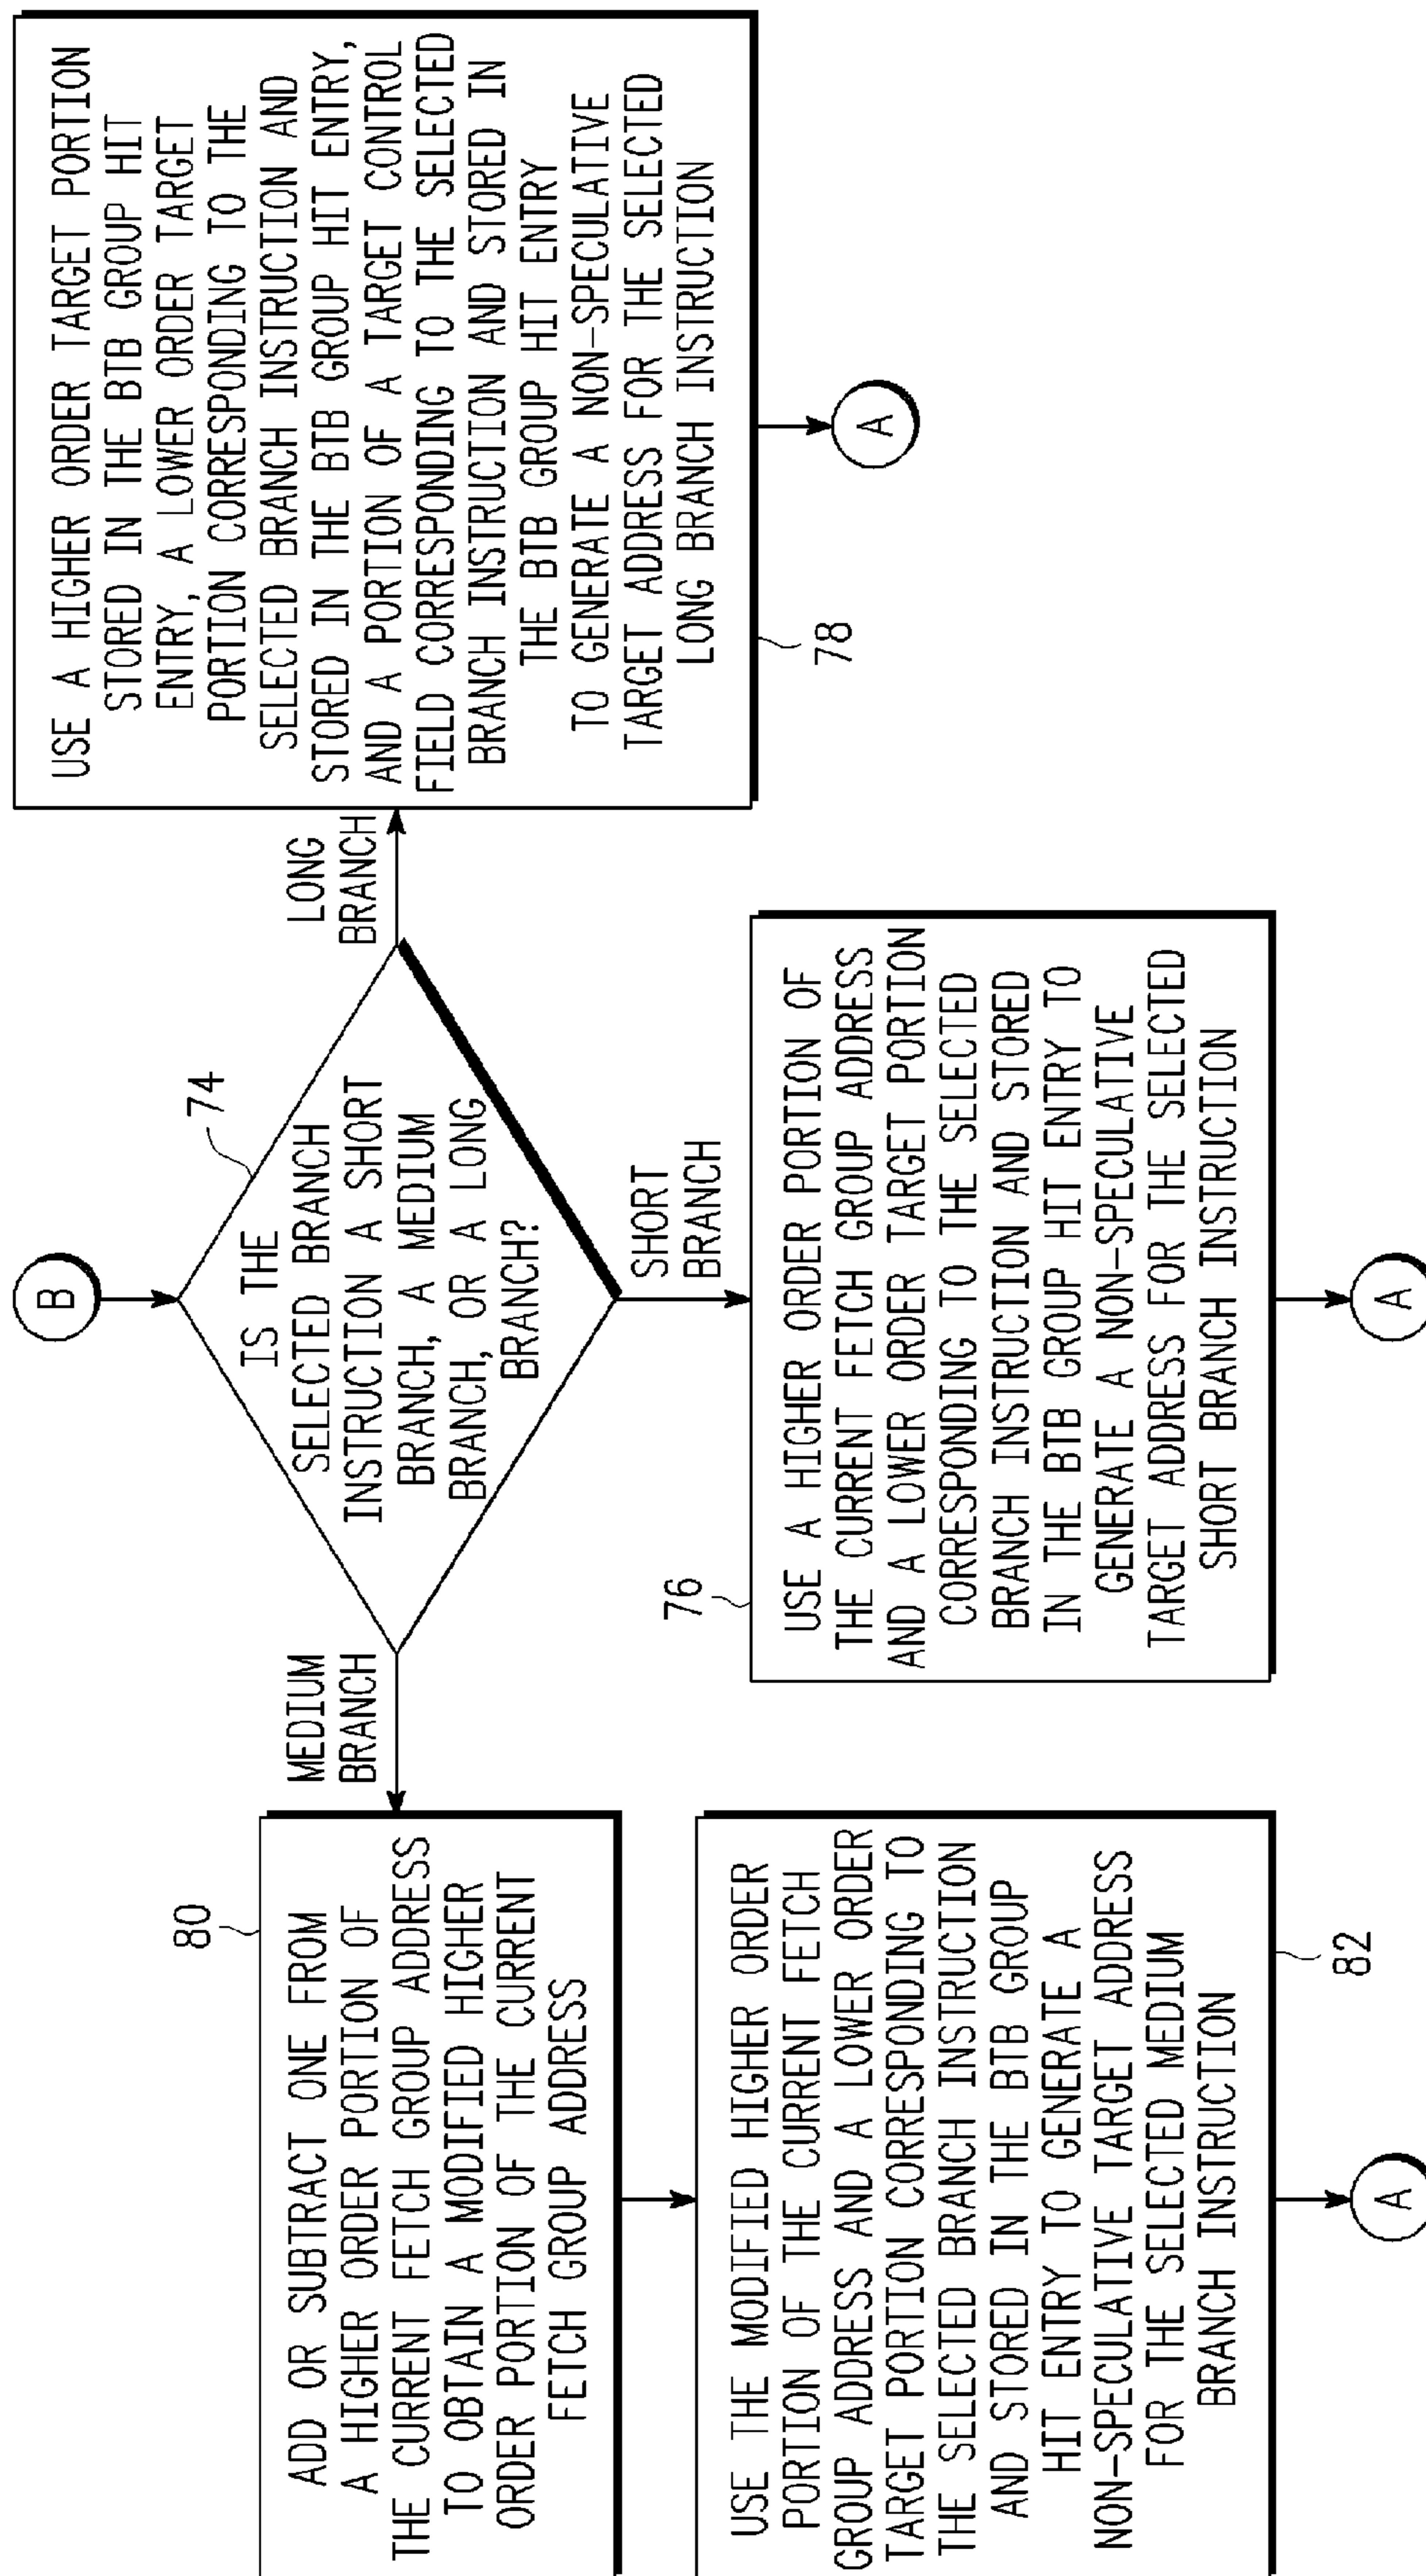 B
74
IS THE
SELECTED BRANCH
INSTRUCTION A SHORT
BRANCH, A MEDIUM
BRANCH, OR A LONG
BRANCH?
MEDIUM
BRANCH
80
ADD OR SUBTRACT ONE FROM
A HIGHER ORDER PORTION OF
THE CURRENT FETCH GROUP ADDRESS
TO OBTAIN A MODIFIED HIGHER
ORDER PORTION OF THE CURRENT
FETCH GROUP ADDRESS
USE THE MODIFIED HIGHER ORDER
PORTION OF THE CURRENT FETCH
GROUP ADDRESS AND A LOWER ORDER
TARGET PORTION CORRESPONDING TO
THE SELECTED BRANCH INSTRUCTION
AND STORED IN THE BTB GROUP
HIT ENTRY TO GENERATE A
NON-SPECULATIVE TARGET ADDRESS
FOR THE SELECTED MEDIUM
BRANCH INSTRUCTION
82
A
SHORT
BRANCH
76
USE A HIGHER ORDER PORTION OF
THE CURRENT FETCH GROUP ADDRESS
AND A LOWER ORDER TARGET PORTION
CORRESPONDING TO THE SELECTED
BRANCH INSTRUCTION AND STORED
IN THE BTB GROUP HIT ENTRY TO
GENERATE A NON-SPECULATIVE
TARGET ADDRESS FOR THE SELECTED
SHORT BRANCH INSTRUCTION
A
LONG
BRANCH
USE A HIGHER ORDER TARGET PORTION
STORED IN THE BTB GROUP HIT
ENTRY, A LOWER ORDER TARGET
PORTION CORRESPONDING TO THE
SELECTED BRANCH INSTRUCTION AND
STORED IN THE BTB GROUP HIT ENTRY,
AND A PORTION OF A TARGET CONTROL
FIELD CORRESPONDING TO THE SELECTED
BRANCH INSTRUCTION AND STORED IN
THE BTB GROUP HIT ENTRY
TO GENERATE A NON-SPECULATIVE
TARGET ADDRESS FOR THE SELECTED
LONG BRANCH INSTRUCTION
78
A